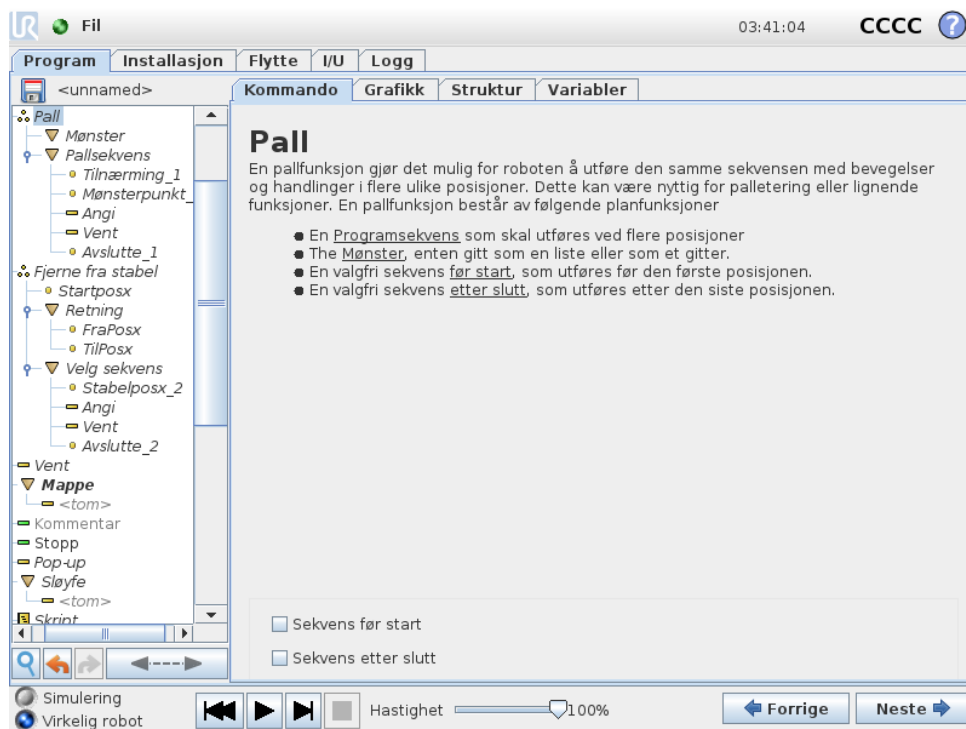 UR Fil 03:41:04 CCCC ?
Program Installasjon Flytte I/U Logg
<unnamed>
Kommando Grafikk Struktur Variabler
Pall
Mønster
Pallsekvens
Tilnærming_1
Mønsterpunkt_
Angi
Vent
Avslutte_1
Fjerne fra stabel
Startposx
Retning
FraPosx
TilPosx
Velg sekvens
Stabelposx_2
Angi
Vent
Avslutte_2
Vent
Mappe
<tom>
Kommentar
Stopp
Pop-up
Sløyfe
<tom>
Skript
Pall
En pallfunksjon gjør det mulig for roboten å utføre den samme sekvensen med bevegelser
og handlinger i flere ulike posisjoner. Dette kan være nyttig for palletering eller lignende
funksjoner. En pallfunksjon består av følgende planfunksjoner
● En Programsekvens som skal utføres ved flere posisjoner
● The Mønster, enten gitt som en liste eller som et gitter.
● En valgfri sekvens før start, som utføres før den første posisjonen.
● En valgfri sekvens etter slutt, som utføres etter den siste posisjonen.
Sekvens før start
Sekvens etter slutt
Simulering
Virkelig robot
Hastighet 100%
Forrige Neste